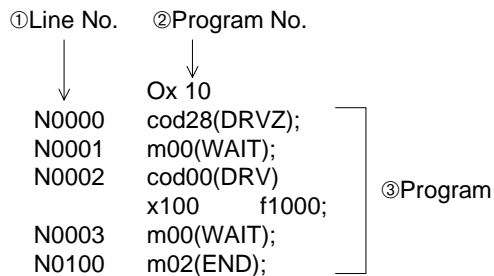 ①Line No. ②Program No.
Ox 10
N0000 cod28(DRVZ);
N0001 m00(WAIT);
N0002 cod00(DRV)
x100 f1000;
③Program
N0003 m00(WAIT);
N0100 m02(END);